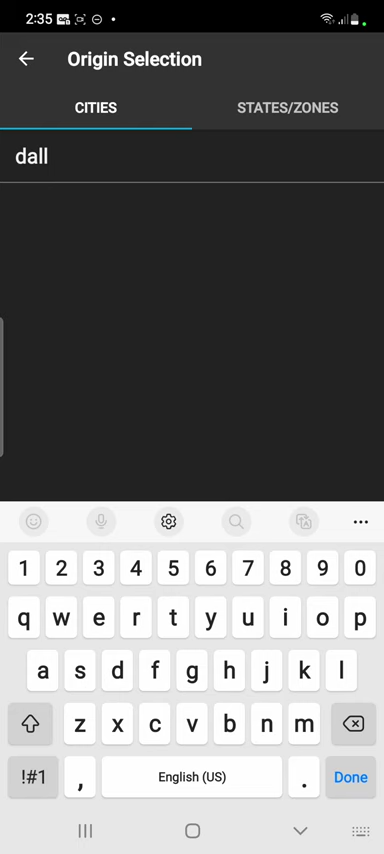 2:35
Origin Selection
CITIES STATES/ZONES
dall
1 2 3 4 5 6 7 8 9 0
q w e r t y u i o p
a s d f g h j k l
z x c v b n m
!#1 , English (US) . Done